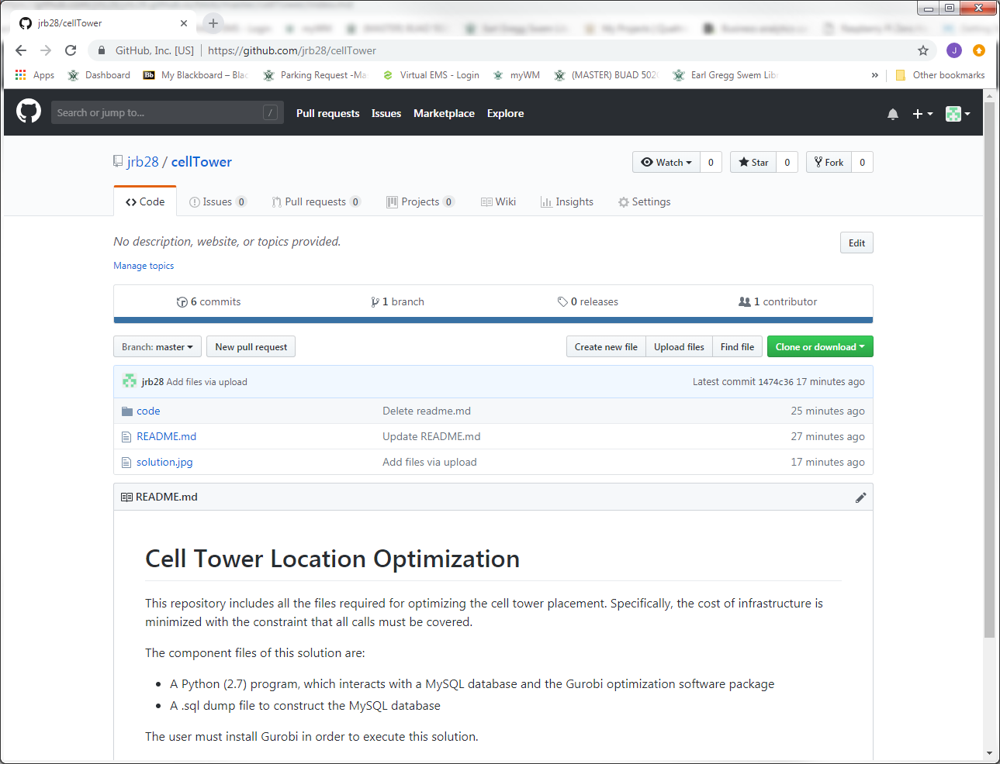 jrb28/cellTower
GitHub, Inc. [US] | https://github.com/jrb28/cellTower
J
Apps Dashboard Bb My Blackboard – Blac Parking Request -Ma Virtual EMS - Login myWM (MASTER) BUAD 502 Earl Gregg Swem Lib » Other bookmarks
Search or jump to... / Pull requests Issues Marketplace Explore
jrb28 / cellTower Watch 0 Star 0 Fork 0
Code Issues 0 Pull requests 0 Projects 0 Wiki Insights Settings
No description, website, or topics provided. Edit
Manage topics
6 commits 1 branch 0 releases 1 contributor
Branch: master New pull request Create new file Upload files Find file Clone or download
jrb28 Add files via upload Latest commit 1474c36 17 minutes ago
code Delete readme.md 25 minutes ago
README.md Update README.md 27 minutes ago
solution.jpg Add files via upload 17 minutes ago
README.md
Cell Tower Location Optimization
This repository includes all the files required for optimizing the cell tower placement. Specifically, the cost of infrastructure is
minimized with the constraint that all calls must be covered.
The component files of this solution are:
• A Python (2.7) program, which interacts with a MySQL database and the Gurobi optimization software package
• A .sql dump file to construct the MySQL database
The user must install Gurobi in order to execute this solution.